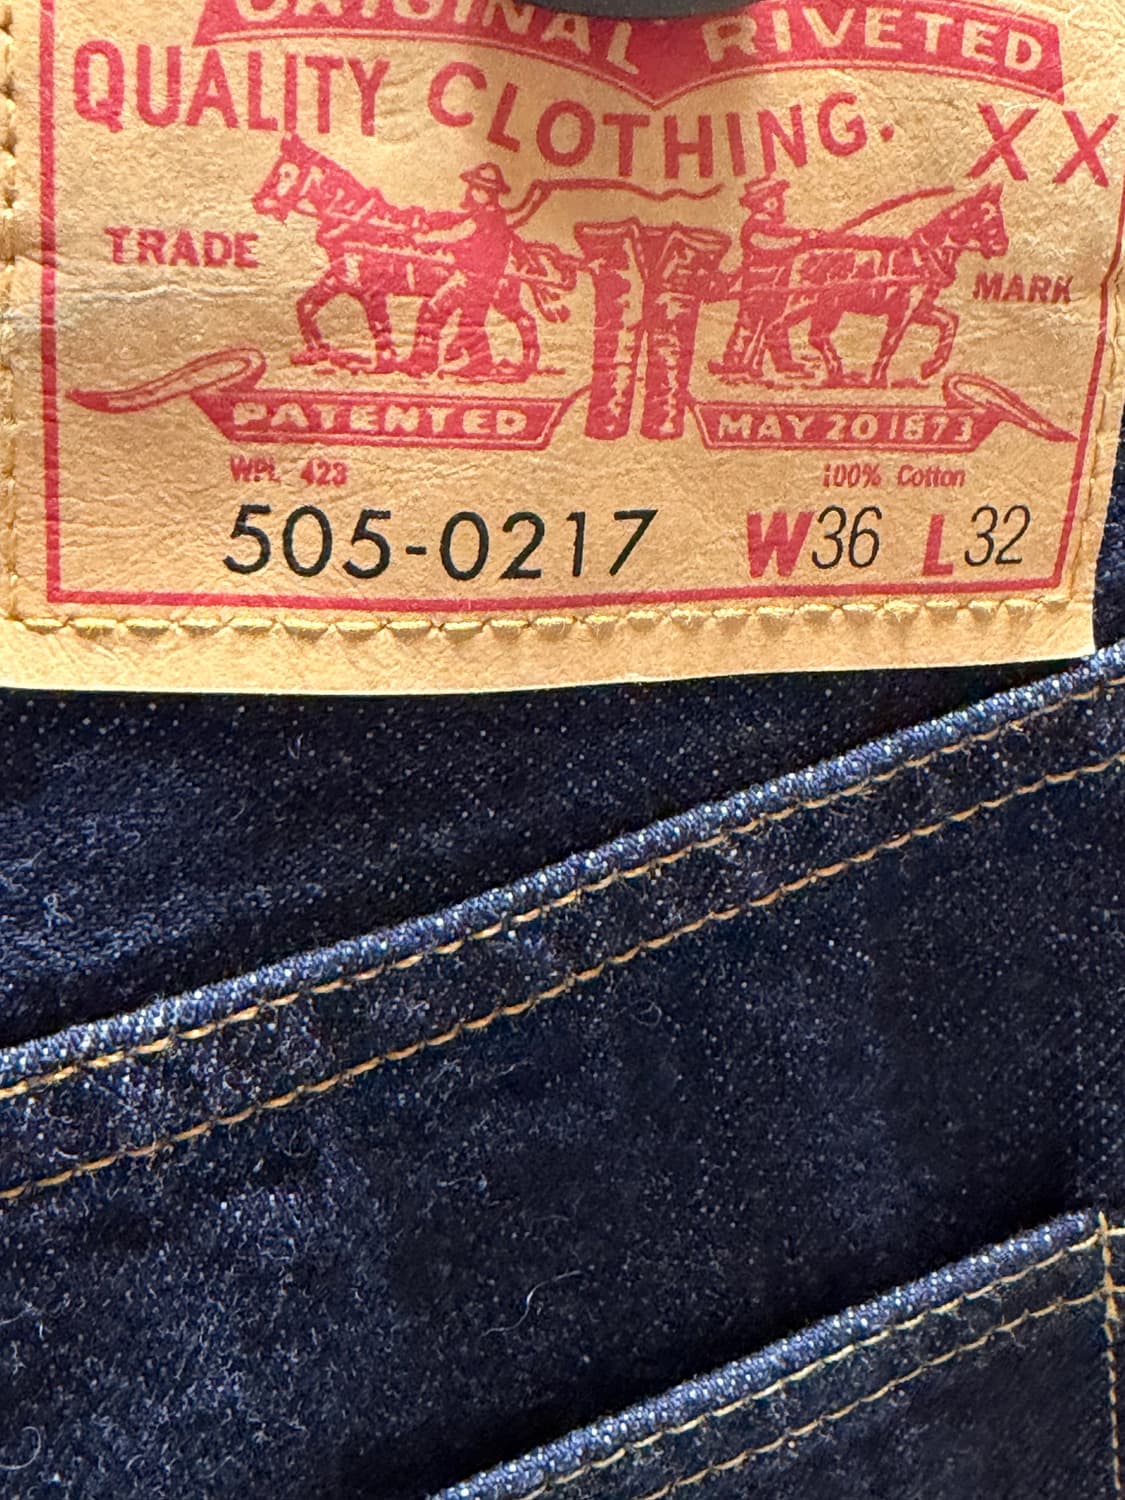 ORIGINAL RIVETED
QUALITY CLOTHING.
XX
TRADE MARK
PATENTED MAY 20 1873
WPL 423 100% Cotton
505-0217 W36 L32